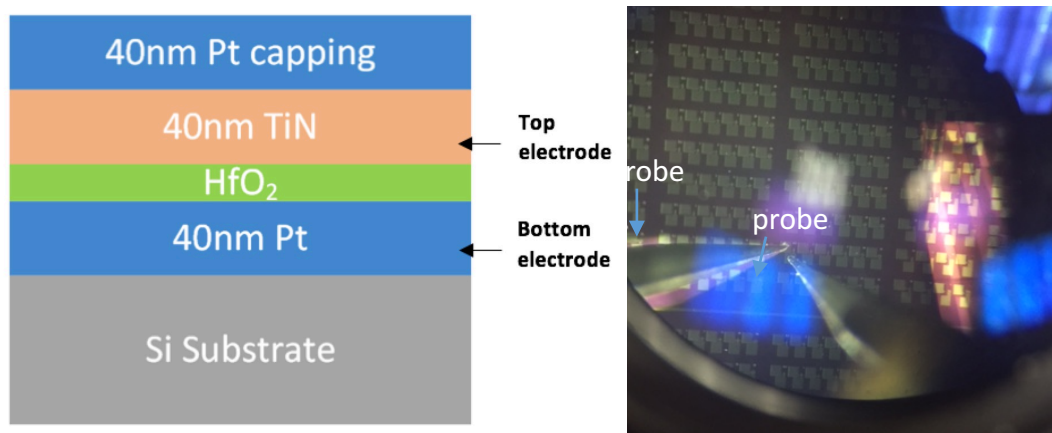 40nm Pt capping
40nm TiN
HfO₂
40nm Pt
Si Substrate
Top
electrode
Bottom
electrode
robe
probe